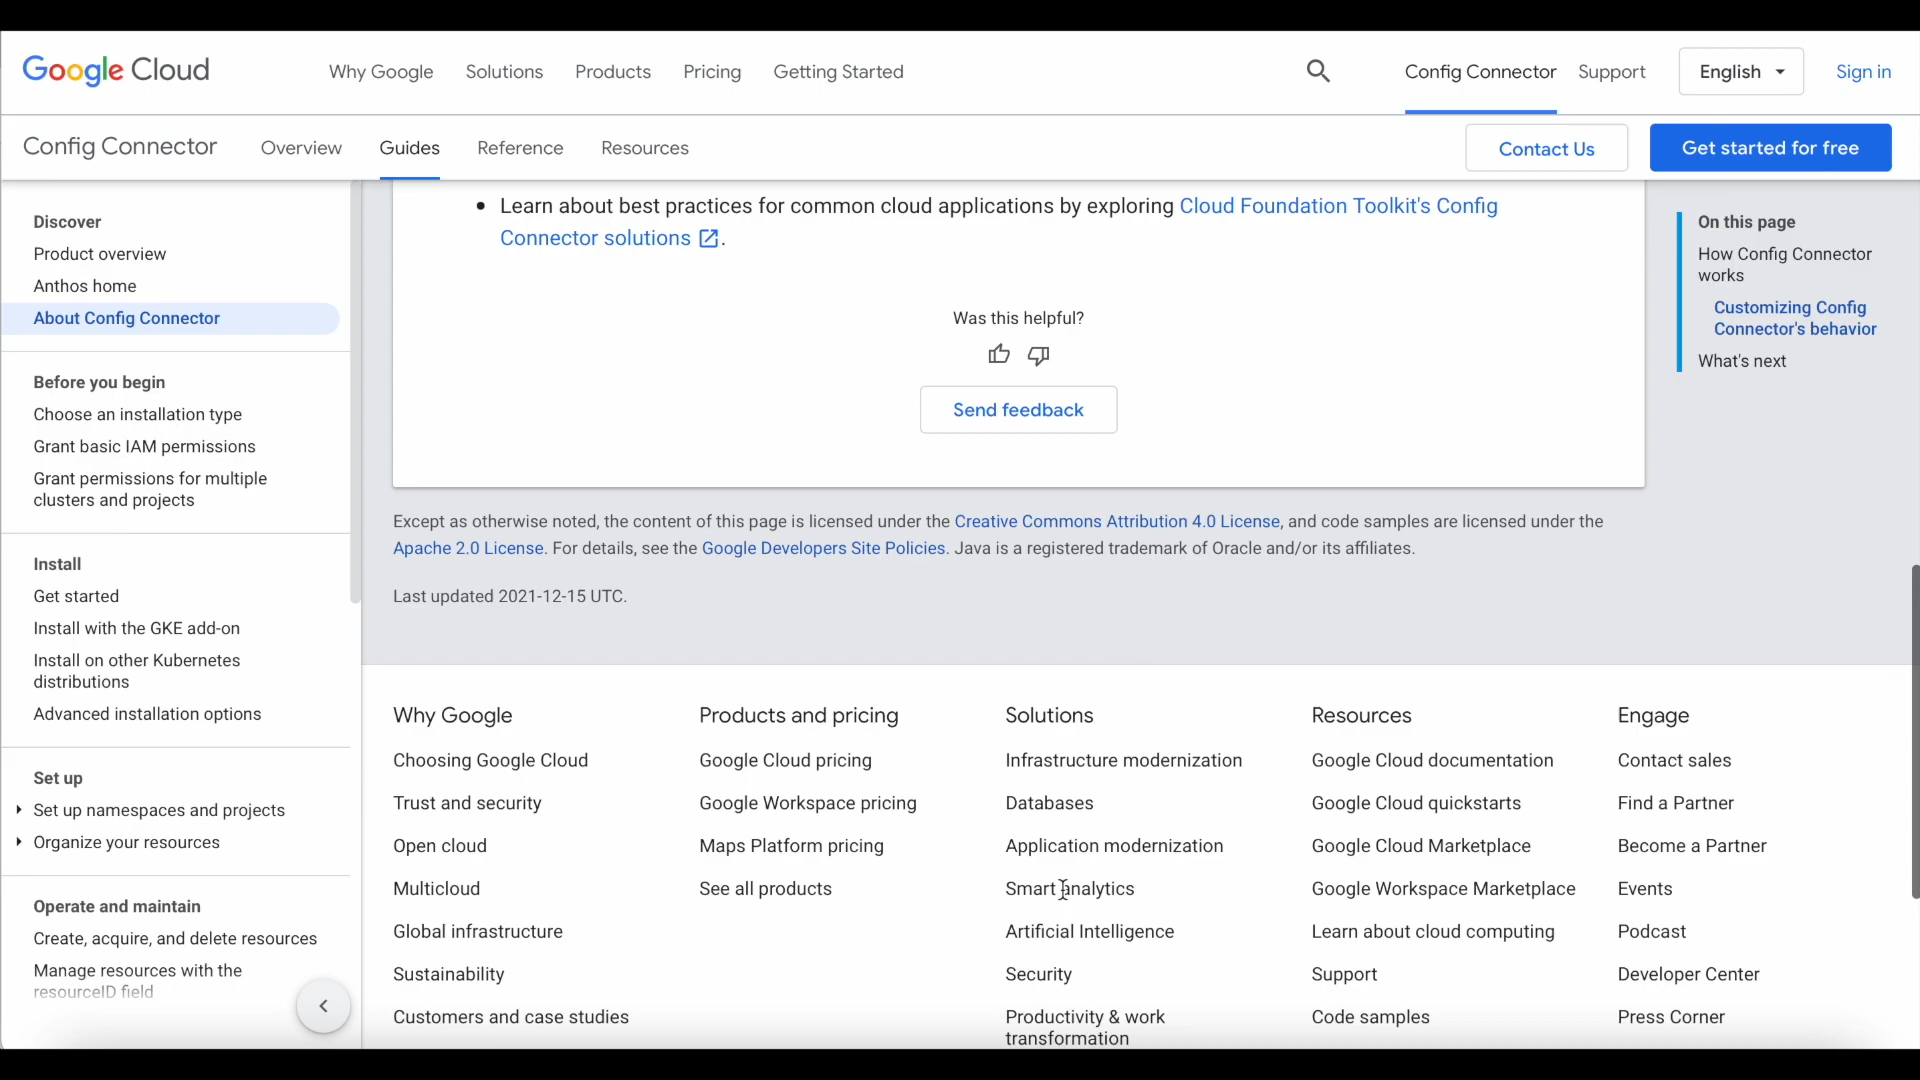 Google Cloud
Why Google
Solutions
Products
Pricing
Getting Started
Config Connector
Support
English
Sign in
Config Connector
Overview
Guides
Reference
Resources
Contact Us
Get started for free
Discover
Product overview
Anthos home
About Config Connector
Before you begin
Choose an installation type
Grant basic IAM permissions
Grant permissions for multiple
clusters and projects
Install
Get started
Install with the GKE add-on
Install on other Kubernetes
distributions
Advanced installation options
Set up
Set up namespaces and projects
Organize your resources
Operate and maintain
Create, acquire, and delete resources
Manage resources with the
resourceID field
• Learn about best practices for common cloud applications by exploring Cloud Foundation Toolkit's Config
Connector solutions .
Was this helpful?
Send feedback
On this page
How Config Connector
works
Customizing Config
Connector's behavior
What's next
Except as otherwise noted, the content of this page is licensed under the Creative Commons Attribution 4.0 License, and code samples are licensed under the
Apache 2.0 License. For details, see the Google Developers Site Policies. Java is a registered trademark of Oracle and/or its affiliates.
Last updated 2021-12-15 UTC.
Why Google
Choosing Google Cloud
Trust and security
Open cloud
Multicloud
Global infrastructure
Sustainability
Customers and case studies
Products and pricing
Google Cloud pricing
Google Workspace pricing
Maps Platform pricing
See all products
Solutions
Infrastructure modernization
Databases
Application modernization
Smart analytics
Artificial Intelligence
Security
Productivity & work
transformation
Resources
Google Cloud documentation
Google Cloud quickstarts
Google Cloud Marketplace
Google Workspace Marketplace
Learn about cloud computing
Support
Code samples
Engage
Contact sales
Find a Partner
Become a Partner
Events
Podcast
Developer Center
Press Corner